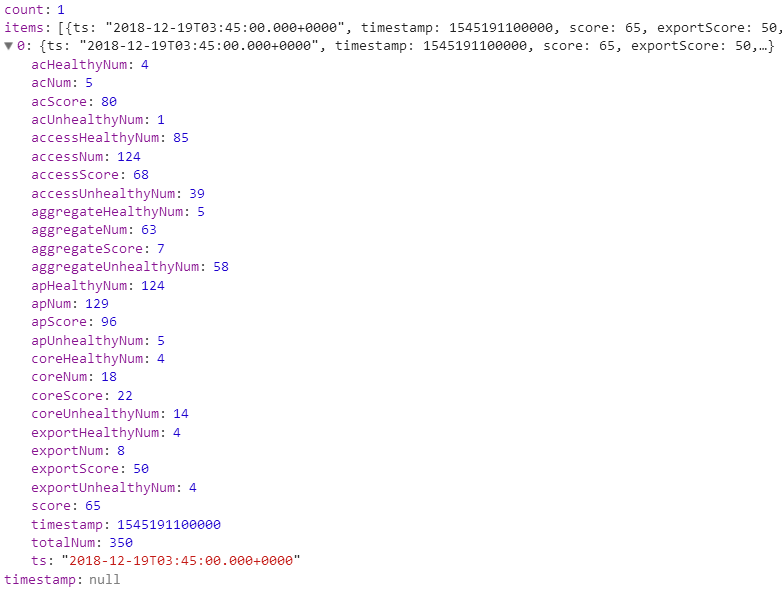 count: 1
items: [{ts: "2018-12-19T03:45:00.000+0000", timestamp: 1545191100000, score: 65, exportScore: 50,
▼0: {ts: "2018-12-19T03:45:00.000+0000", timestamp: 1545191100000, score: 65, exportScore: 50,…}
acHealthyNum: 4
acNum: 5
acScore: 80
acUnhealthyNum: 1
accessHealthyNum: 85
accessNum: 124
accessScore: 68
accessUnhealthyNum: 39
aggregateHealthyNum: 5
aggregateNum: 63
aggregateScore: 7
aggregateUnhealthyNum: 58
apHealthyNum: 124
apNum: 129
apScore: 96
apUnhealthyNum: 5
coreHealthyNum: 4
coreNum: 18
coreScore: 22
coreUnhealthyNum: 14
exportHealthyNum: 4
exportNum: 8
exportScore: 50
exportUnhealthyNum: 4
score: 65
timestamp: 1545191100000
totalNum: 350
ts: "2018-12-19T03:45:00.000+0000"
timestamp: null